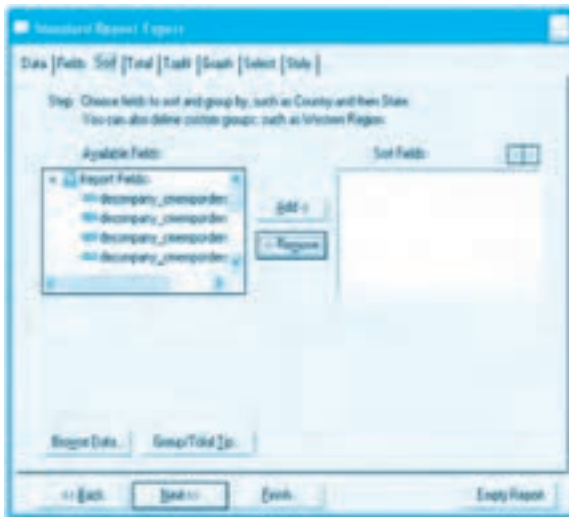 Standard Report Expert
Data Fields Sort Total TopN Graph Select Style
Step: Choose fields to sort and group by, such as County and then State.
You can also define custom groups such as Western Region.
Available Fields:
Sort Fields:
Report Fields
Add ->
<- Remove
Browse Data...
Group/Total Tip...
<< Back
Next >>
Finish
Empty Report